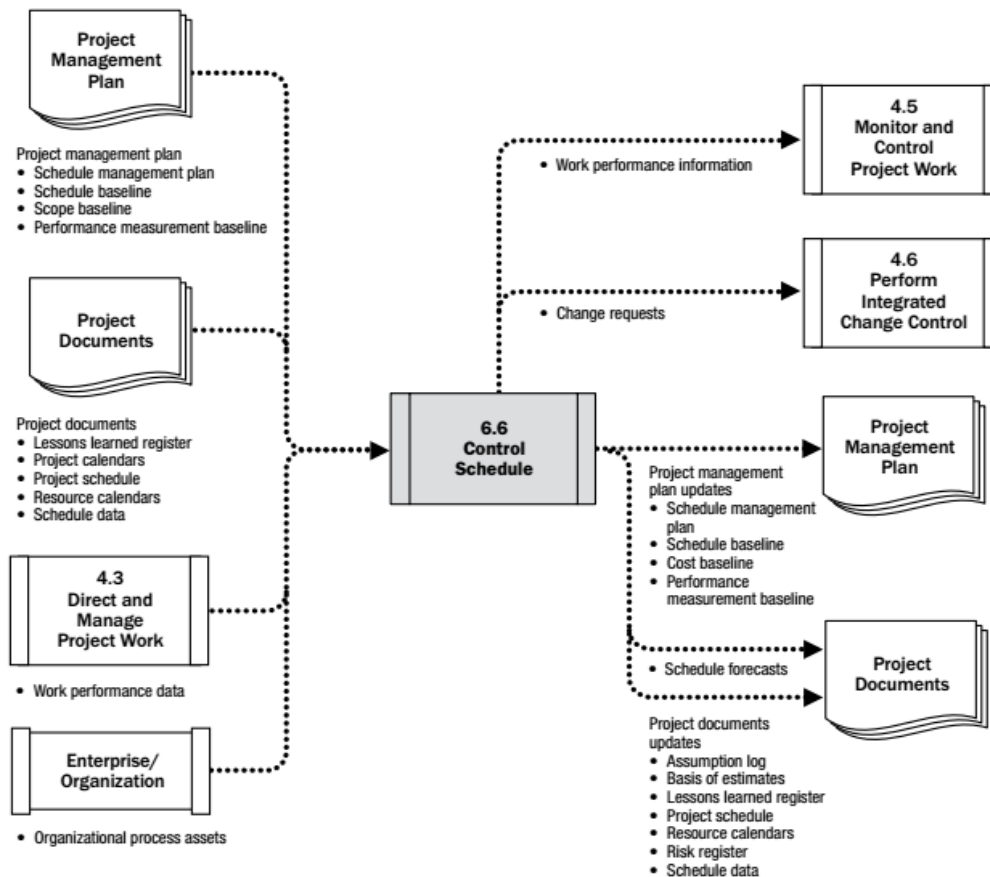 Project
Management
Plan
Project management plan
• Schedule management plan
• Schedule baseline
• Scope baseline
• Performance measurement baseline
Project
Documents
Project documents
• Lessons learned register
• Project calendars
• Project schedule
• Resource calendars
• Schedule data
4.3
Direct and
Manage
Project Work
• Work performance data
Enterprise/
Organization
• Organizational process assets
6.6
Control
Schedule
• Work performance information
4.5
Monitor and
Control
Project Work
• Change requests
4.6
Perform
Integrated
Change Control
Project
Management
Plan
Project management
plan updates
• Schedule management
plan
• Schedule baseline
• Cost baseline
• Performance
measurement baseline
• Schedule forecasts
Project
Documents
Project documents
updates
• Assumption log
• Basis of estimates
• Lessons learned register
• Project schedule
• Resource calendars
• Risk register
• Schedule data